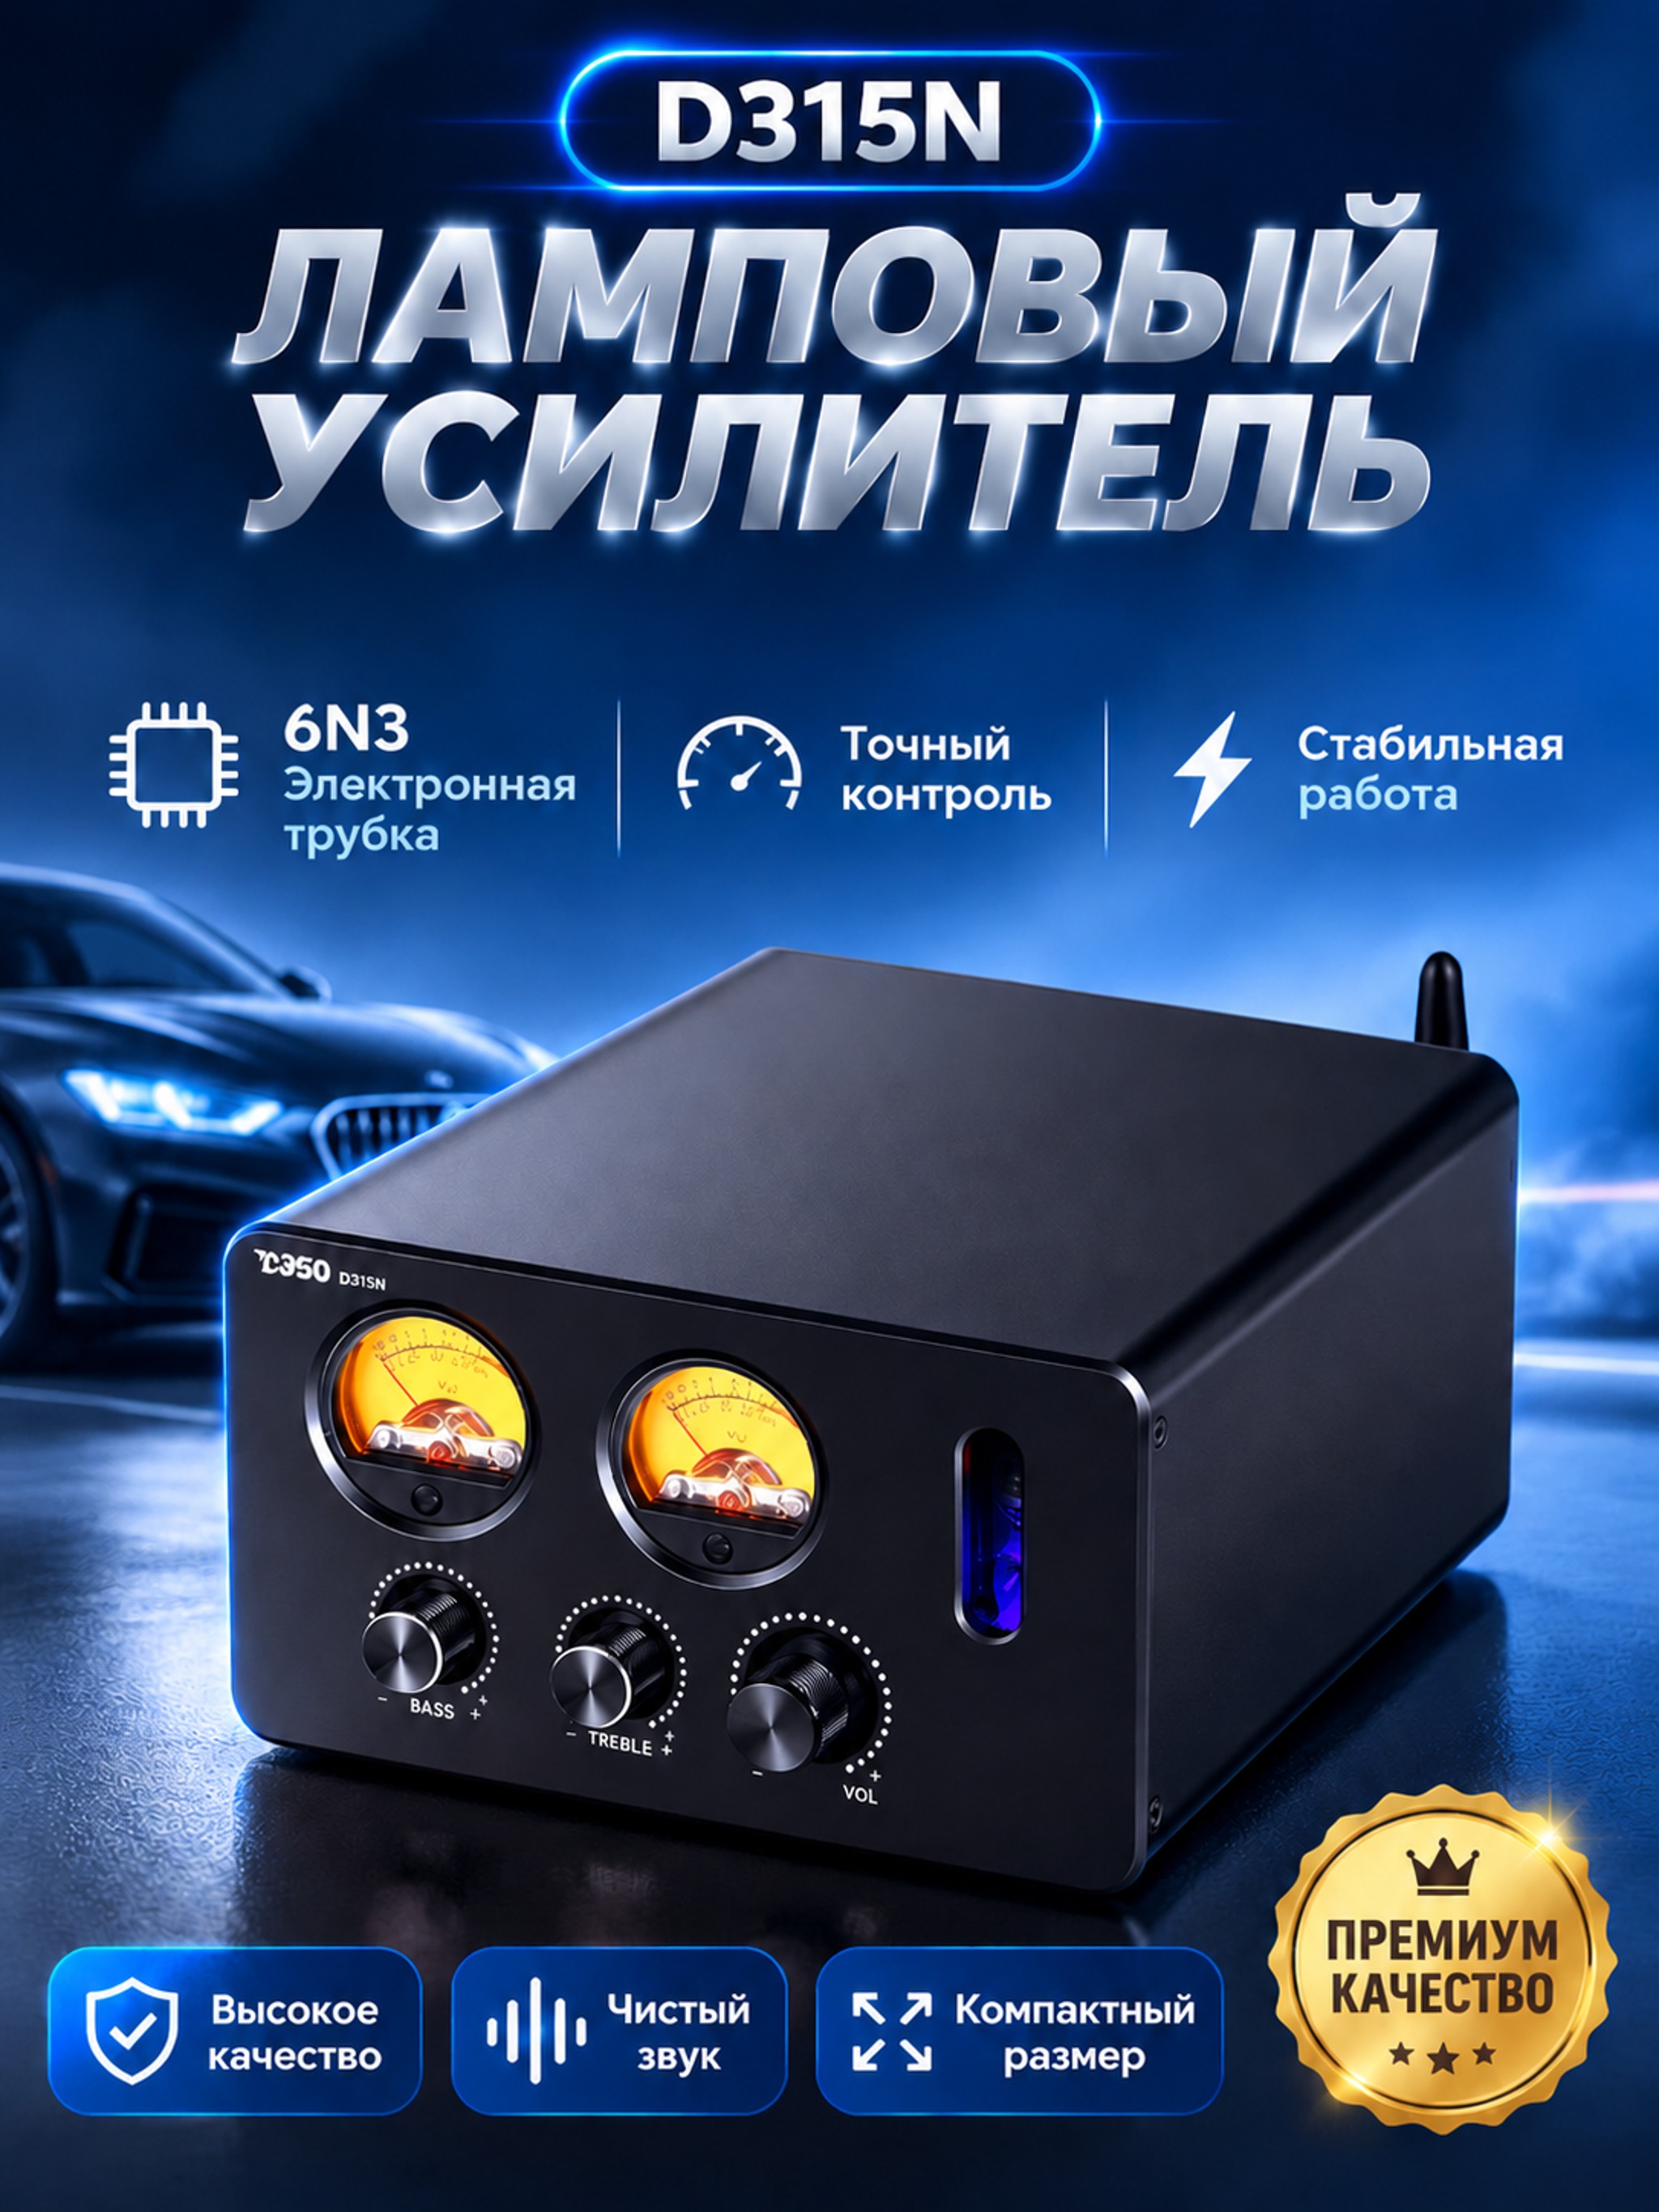 D315N
ЛАМПОВЫЙ
УСИЛИТЕЛЬ
6N3
Электронная
трубка
Точный
контроль
Стабильная
работа
D315N
VU
- BASS +
- TREBLE +
- VOL +
Высокое
качество
Чистый
звук
Компактный
размер
ПРЕМИУМ
КАЧЕСТВО